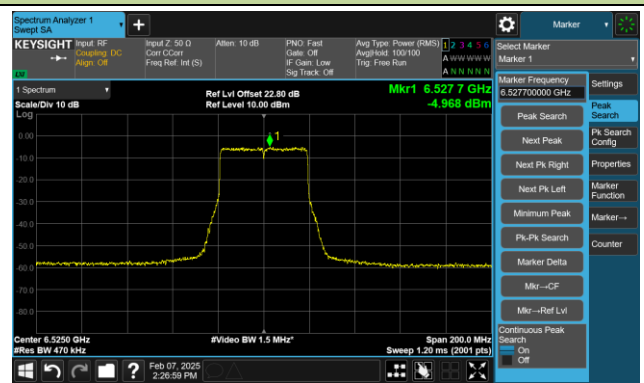 Spectrum Analyzer 1
Swept SA
Marker
KEYSIGHT
Input: RF
Coupling: DC
Align: Off
Input Z: 50 Ω
Corr CCorr
Freq Ref: Int (S)
Atten: 10 dB
PNO: Fast
Gate: Off
IF Gain: Low
Sig Track: Off
Avg Type: Power (RMS)
Avg|Hold: 100/100
Trig: Free Run
1 2 3 4 5 6
A W W W W W
A N N N N N
LW
Select Marker
Marker 1
1 Spectrum
Scale/Div 10 dB
Log
Ref Lvl Offset 22.80 dB
Ref Level 10.00 dBm
Mkr1 6.527 7 GHz
-4.968 dBm
1
0.00
-10.0
-20.0
-30.0
-40.0
-50.0
-60.0
-70.0
-80.0
Center 6.5250 GHz
#Res BW 470 kHz
#Video BW 1.5 MHz*
Span 200.0 MHz
Sweep 1.20 ms (2001 pts)
Marker Frequency
6.527700000 GHz
Peak Search
Next Peak
Next Pk Right
Next Pk Left
Minimum Peak
Pk-Pk Search
Marker Delta
Mkr→CF
Mkr→Ref Lvl
Continuous Peak
Search
On
Off
Settings
Peak
Search
Pk Search
Config
Properties
Marker
Function
Marker→
Counter
?
Feb 07, 2025
2:26:59 PM